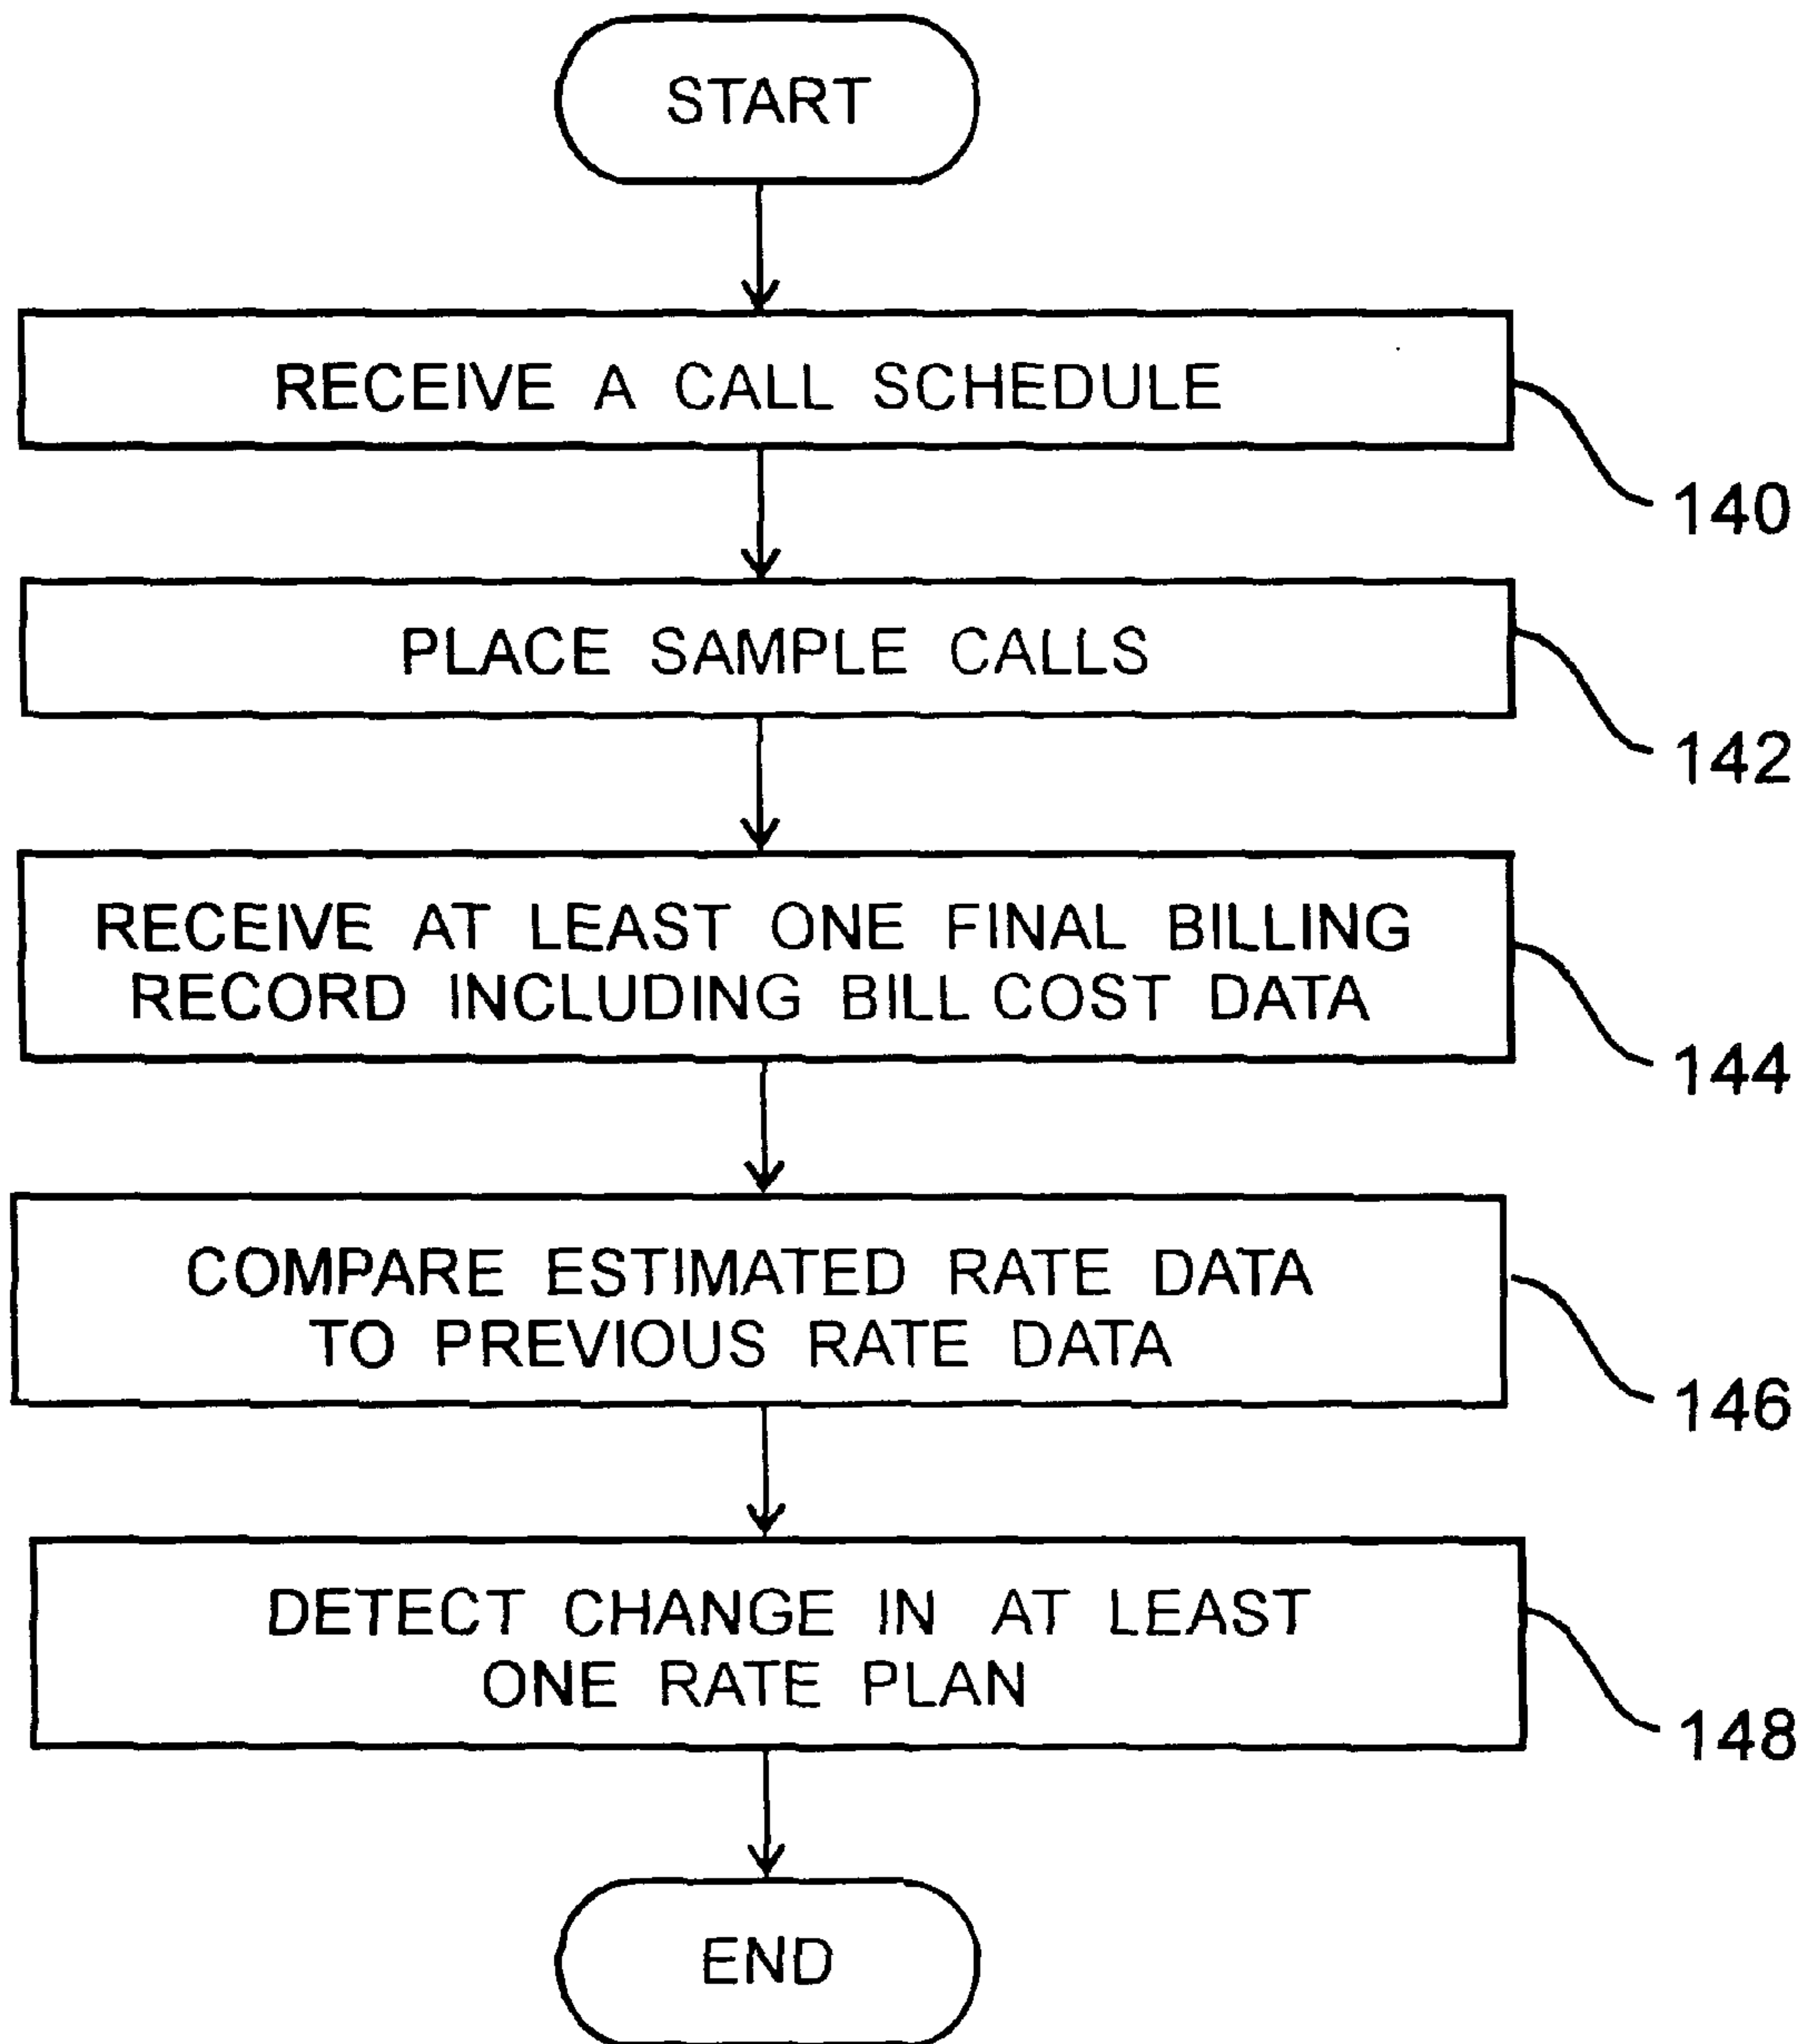 START
RECEIVE A CALL SCHEDULE
140
PLACE SAMPLE CALLS
142
RECEIVE AT LEAST ONE FINAL BILLING
RECORD INCLUDING BILL COST DATA
144
COMPARE ESTIMATED RATE DATA
TO PREVIOUS RATE DATA
146
DETECT CHANGE IN AT LEAST
ONE RATE PLAN
148
END